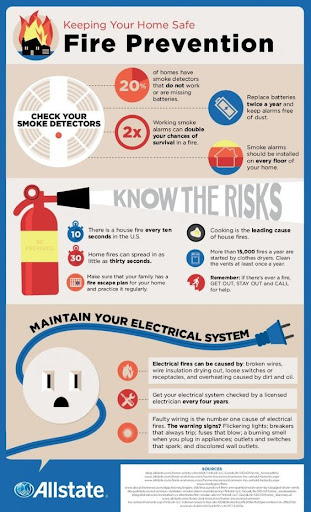 Keeping Your Home Safe
Fire Prevention
CHECK YOUR
SMOKE DETECTORS
20%
of homes have
smoke detectors
that do not work
or are missing
batteries.
2x
Working smoke
alarms can double
your chances of
survival in a fire.
Replace batteries
twice a year and
keep alarms free
of dust.
Smoke alarms
should be installed
on every floor of
your home.
KNOW THE RISKS
BE
PREPARED
10
There is a house fire every ten
seconds in the U.S.
30
Home fires can spread in as
little as thirty seconds.
Make sure that your family has a
fire escape plan for your home
and practice it regularly.
Cooking is the leading cause
of house fires.
More than 15,000 fires a year are
started by clothes dryers. Clean
the vents at least once a year.
Remember: if there's ever a fire,
GET OUT, STAY OUT and CALL
for help.
MAINTAIN YOUR ELECTRICAL SYSTEM
Electrical fires can be caused by: broken wires,
wire insulation drying out, loose switches or
receptacles, and overheating caused by dirt and oil.
Get your electrical system checked by a licensed
electrician every four years.
Faulty wiring is the number one cause of electrical
fires. The warning signs? Flickering lights; breakers
that always trip; fuses that blow; a burning smell
when you plug in appliances; outlets and switches
that spark; and discolored wall outlets.
Allstate
SOURCES